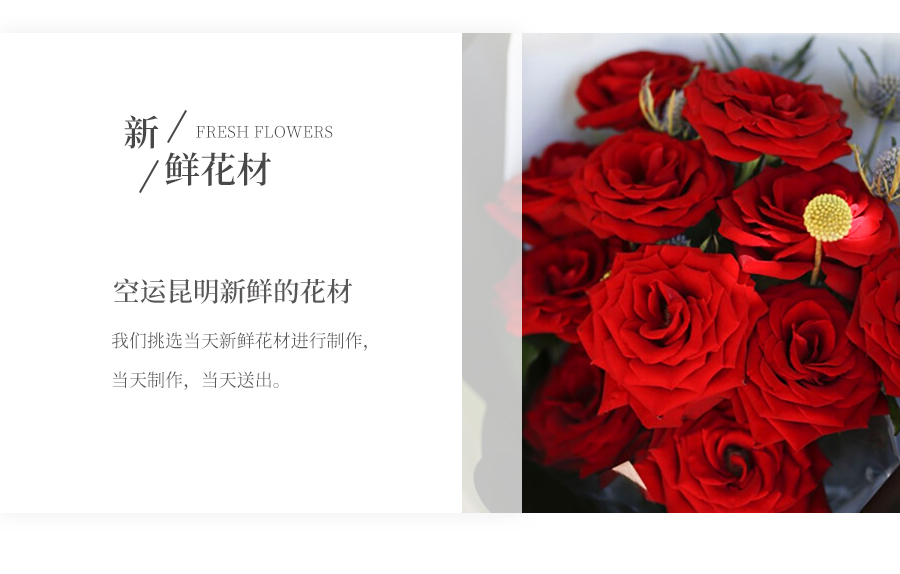 新
FRESH FLOWERS
鲜花材
空运昆明新鲜的花材
我们挑选当天新鲜花材进行制作，
当天制作，当天送出。